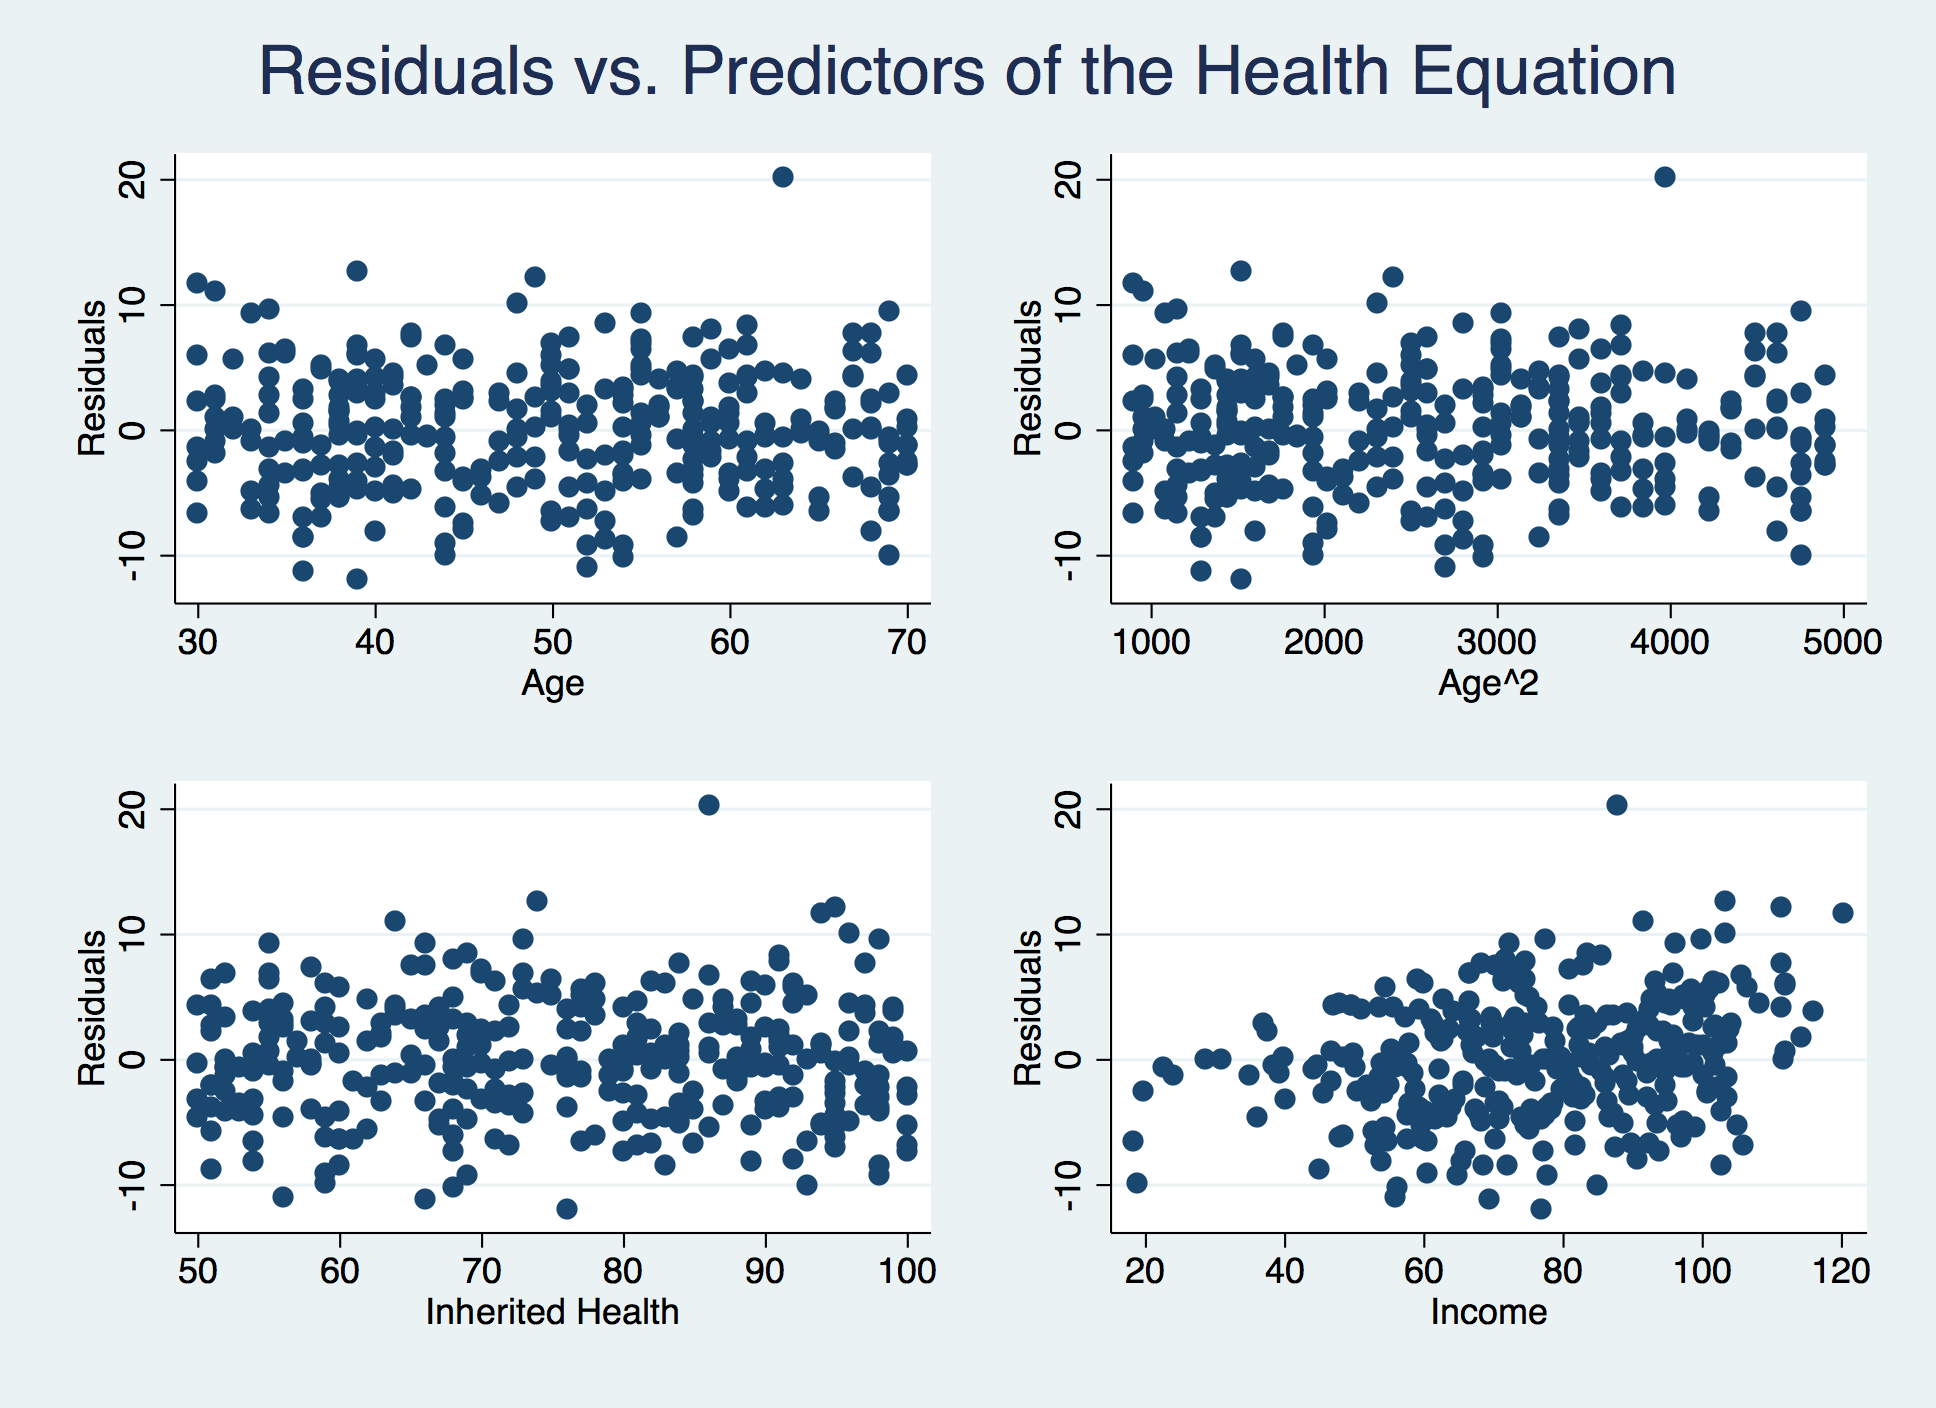 Residuals vs. Predictors of the Health Equation
Residuals
20
10
0
-10
30 40 50 60 70
Age
Residuals
20
10
0
-10
1000 2000 3000 4000 5000
Age^2
Residuals
20
10
0
-10
50 60 70 80 90 100
Inherited Health
Residuals
20
10
0
-10
20 40 60 80 100 120
Income